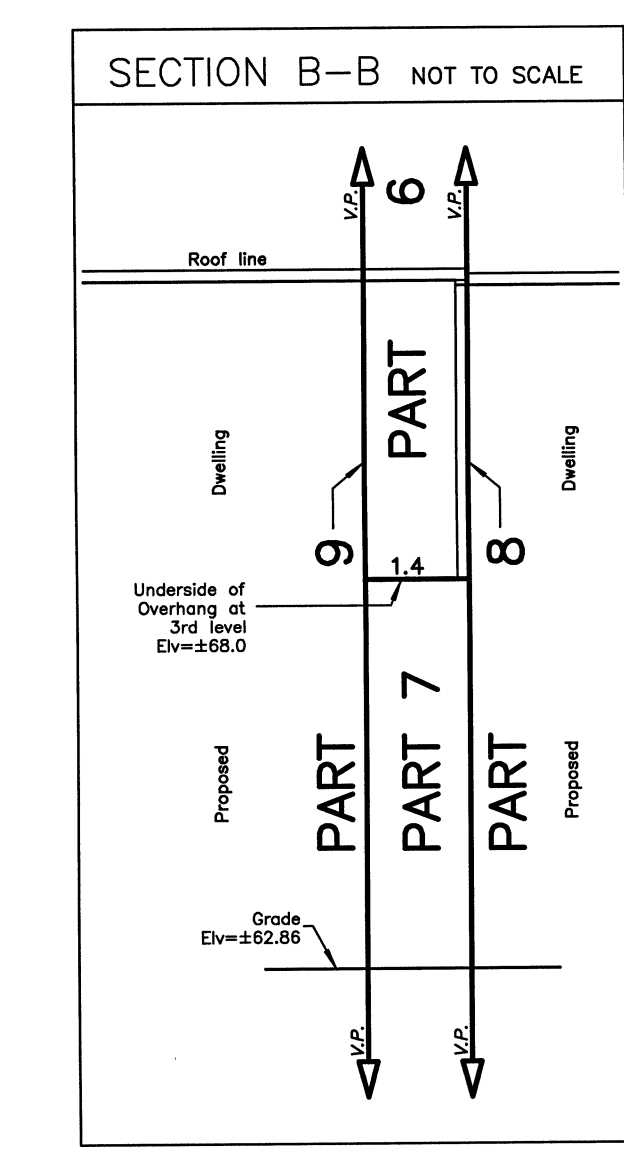 SECTION B-B NOT TO SCALE
V.P.
6
V.P.
Roof line
PART
Dwelling
Dwelling
9
8
1.4
Underside of
Overhang at
3rd level
Elv=±68.0
PART
PART 7
PART
Proposed
Proposed
Grade
Elv=±62.86
V.P.
V.P.